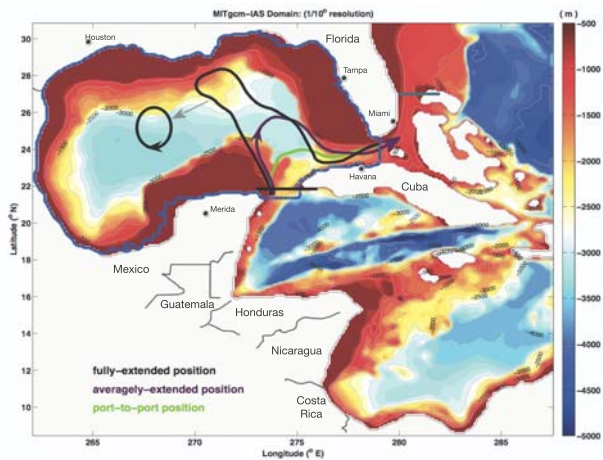 MITgcm−IAS Domain: (1/10° resolution)
( m )
Houston
Florida
Tampa
Miami
Havana
Cuba
Merida
Mexico
Guatemala
Honduras
Nicaragua
Costa
Rica
fully−extended position
averagely−extended position
port−to−port position
Latitude (° N)
30
28
26
24
22
20
18
16
14
12
10
265
270
275
280
285
Longitude (° E)
−500
−1000
−1500
−2000
−2500
−3000
−3500
−4000
−4500
−5000